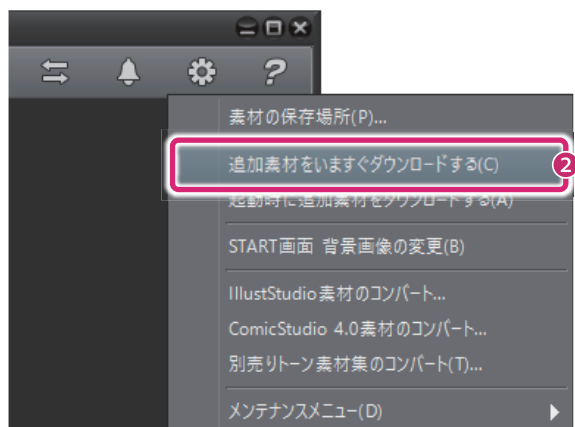 素材の保存場所(P)...
追加素材をいますぐダウンロードする(C)
2
起動時に追加素材をダウンロードする(A)
START画面 背景画像の変更(B)
IllustStudio素材のコンバート...
ComicStudio 4.0素材のコンバート...
別売りトーン素材集のコンバート(T)...
メンテナンスメニュー(D)